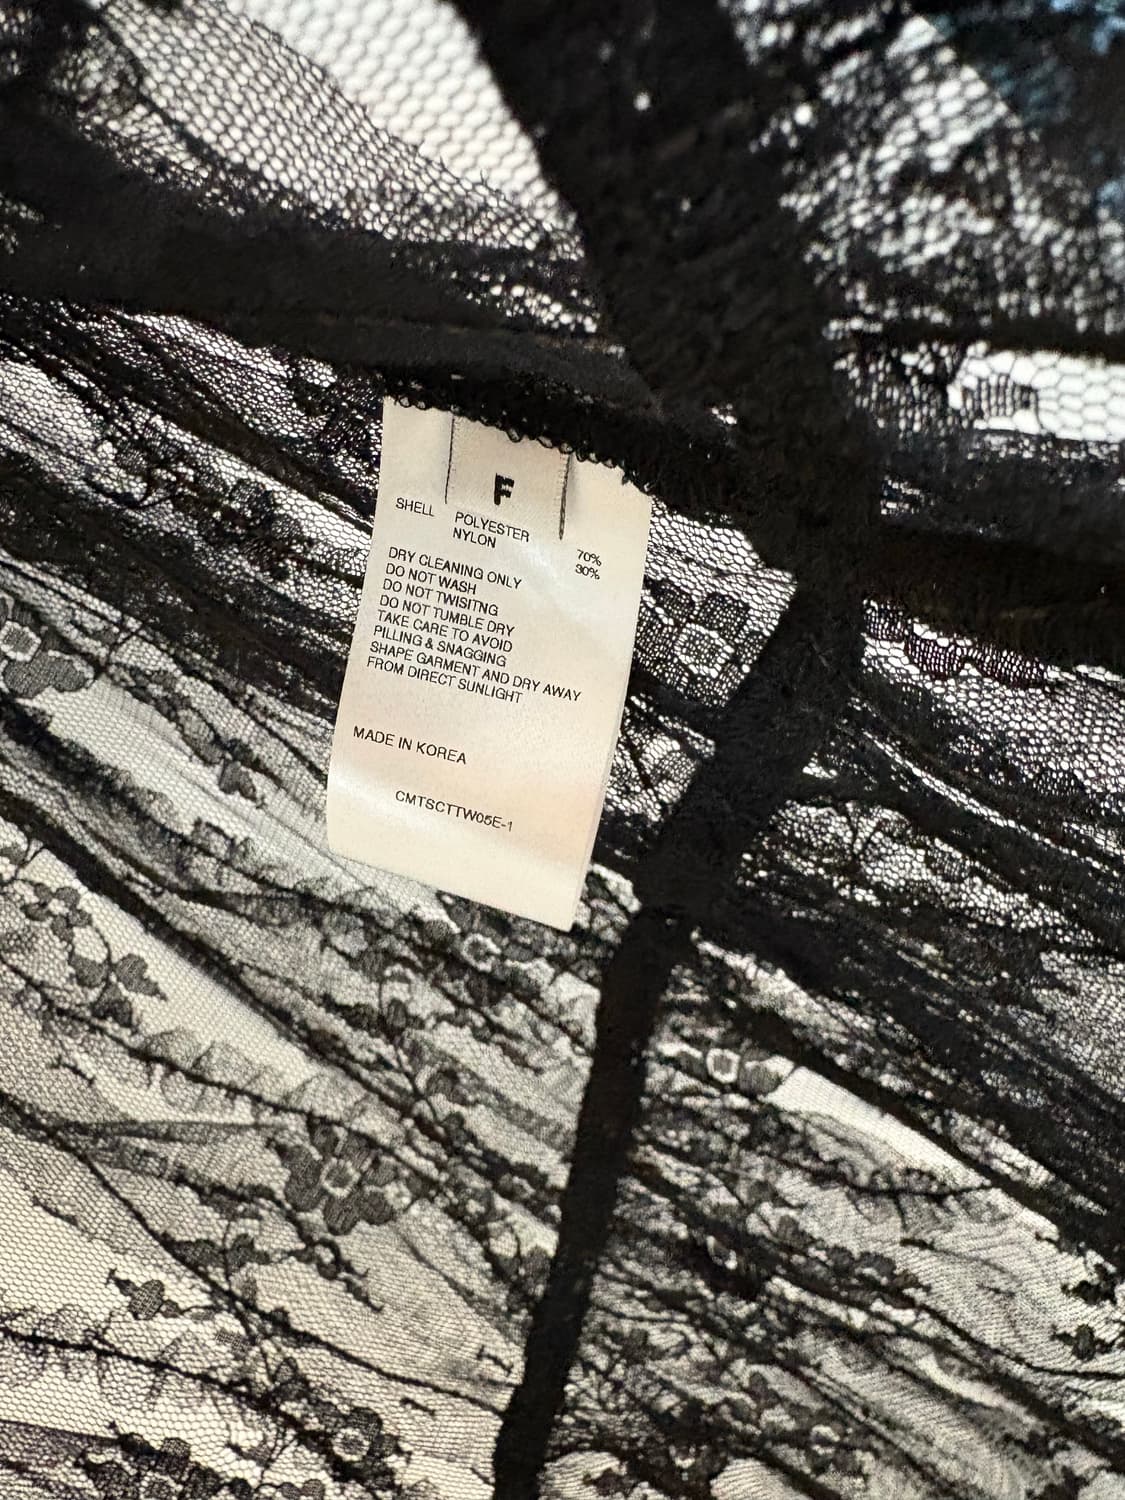 F
SHELL POLYESTER 70%
NYLON 30%
DRY CLEANING ONLY
DO NOT WASH
DO NOT TWISITNG
DO NOT TUMBLE DRY
TAKE CARE TO AVOID
PILLING & SNAGGING
SHAPE GARMENT AND DRY AWAY
FROM DIRECT SUNLIGHT
MADE IN KOREA
CMTSCTTW05E-1